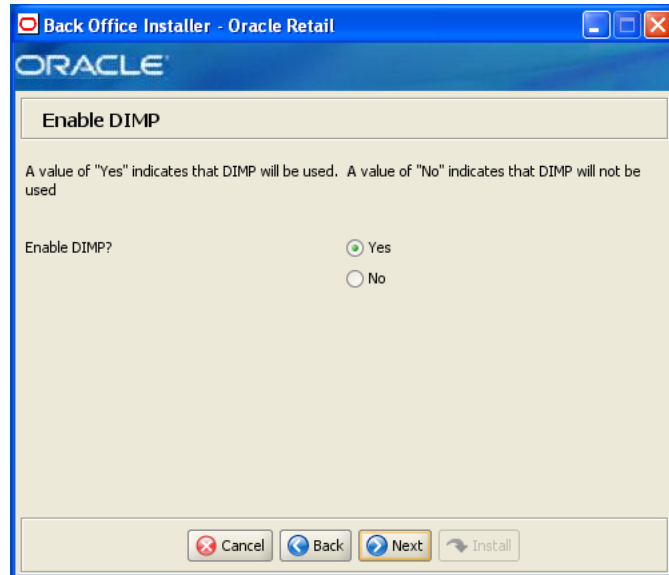 Back Office Installer - Oracle Retail
ORACLE
Enable DIMP
A value of "Yes" indicates that DIMP will be used. A value of "No" indicates that DIMP will not be
used
Enable DIMP?
Yes
No
Cancel
Back
Next
Install